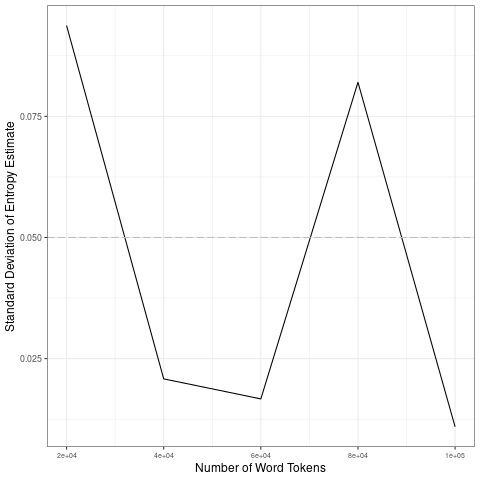 Standard Deviation of Entropy Estimate
0.075
0.050
0.025
2e+04 4e+04 6e+04 8e+04 1e+05
Number of Word Tokens